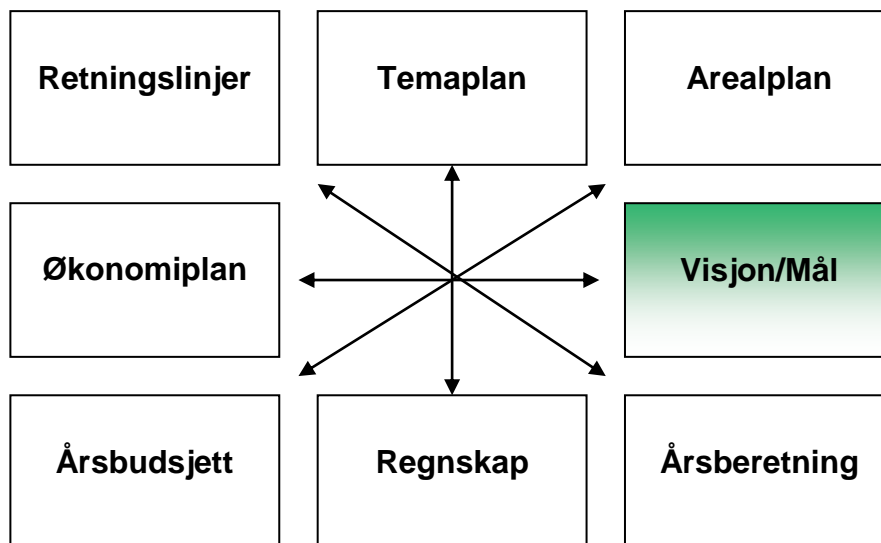 Retningslinjer
Temaplan
Arealplan
Økonomiplan
Visjon/Mål
Årsbudsjett
Regnskap
Årsberetning